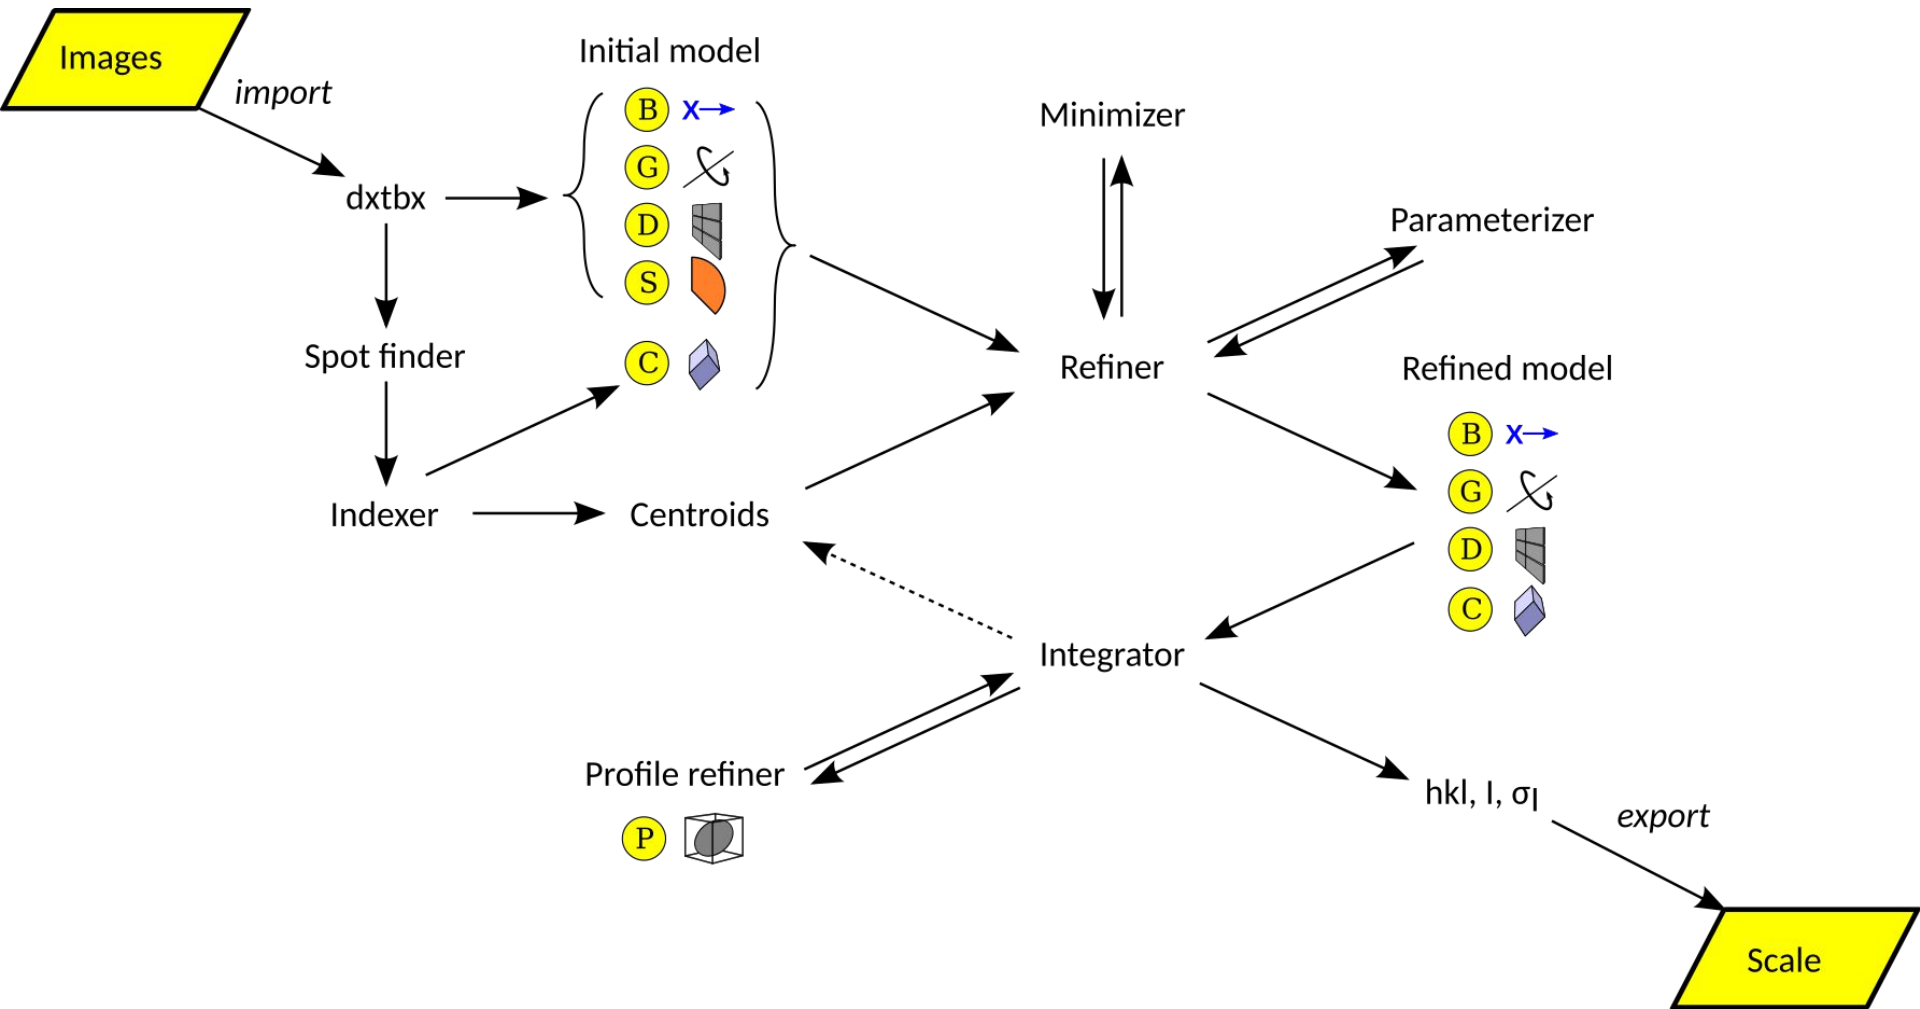 Images
import
Initial model
B X
G
D
S
C
dxtbx
Spot finder
Indexer
Centroids
Minimizer
Parameterizer
Refiner
Refined model
B X
G
D
C
Integrator
Profile refiner
P
hkl, I, σI
export
Scale